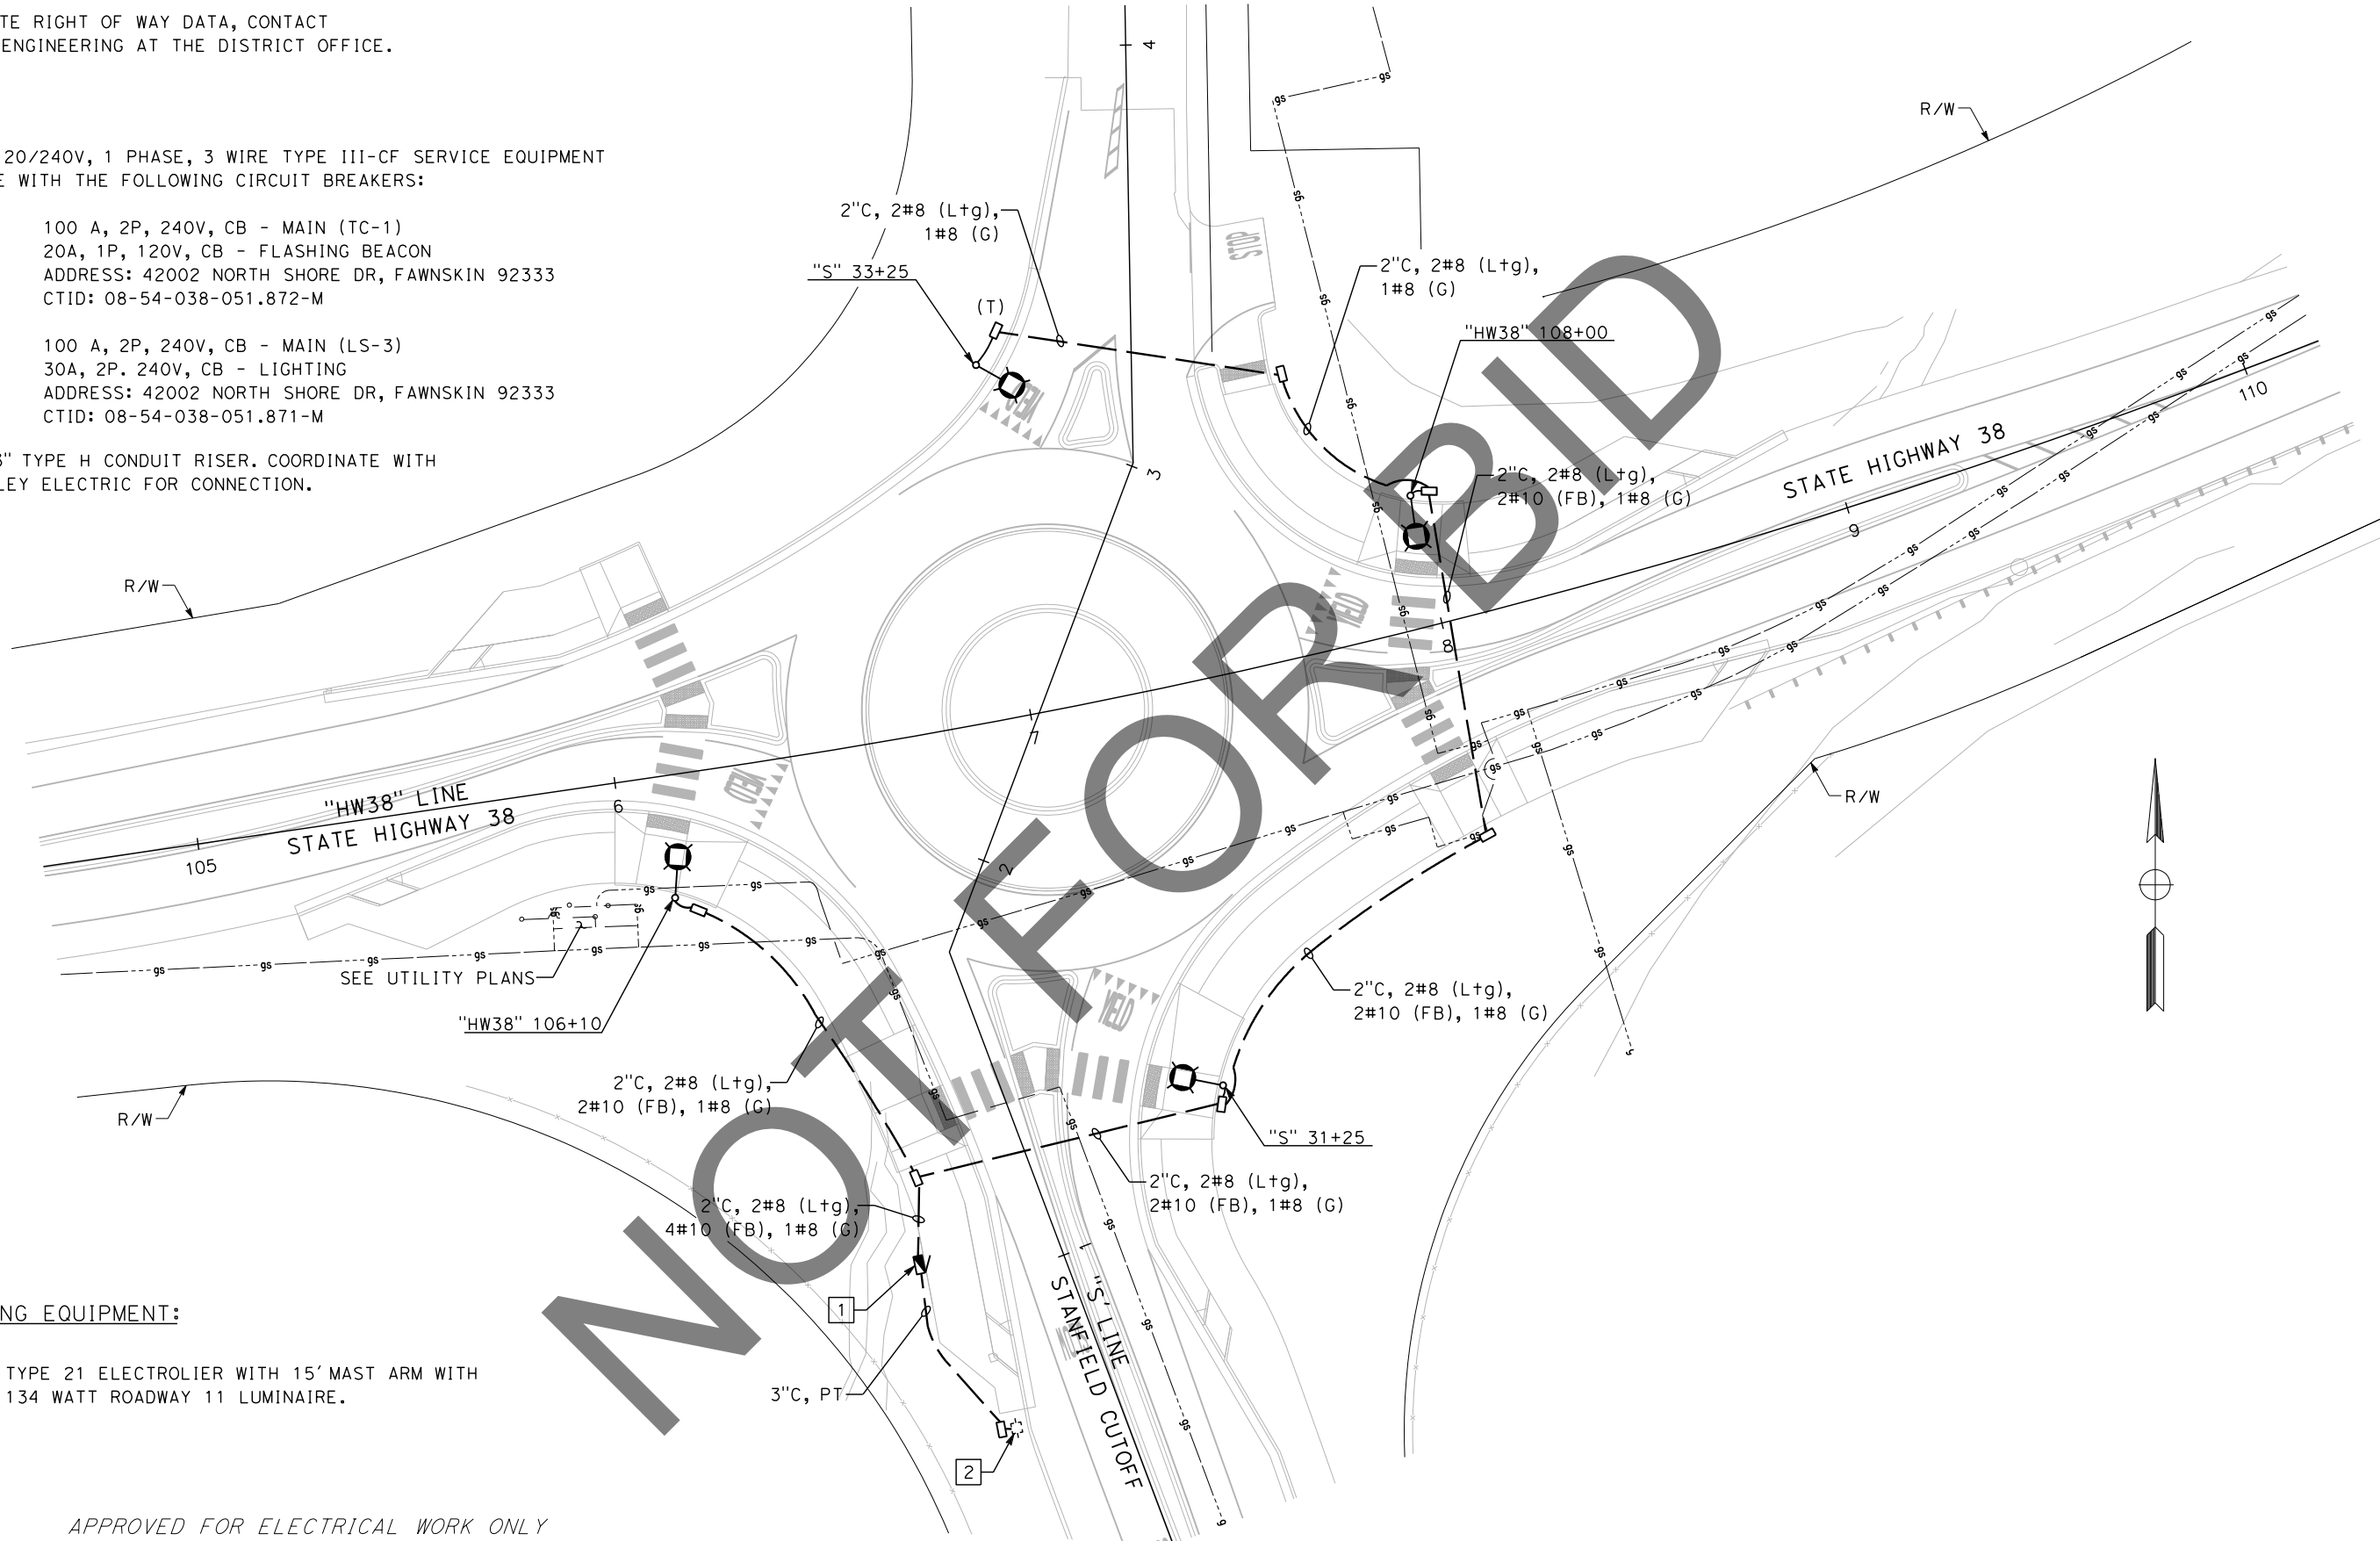 TE RIGHT OF WAY DATA, CONTACT
ENGINEERING AT THE DISTRICT OFFICE.
20/240V, 1 PHASE, 3 WIRE TYPE III-CF SERVICE EQUIPMENT
E WITH THE FOLLOWING CIRCUIT BREAKERS:
100 A, 2P, 240V, CB - MAIN (TC-1)
20A, 1P, 120V, CB - FLASHING BEACON
ADDRESS: 42002 NORTH SHORE DR, FAWNSKIN 92333
CTID: 08-54-038-051.872-M
100 A, 2P, 240V, CB - MAIN (LS-3)
30A, 2P. 240V, CB - LIGHTING
ADDRESS: 42002 NORTH SHORE DR, FAWNSKIN 92333
CTID: 08-54-038-051.871-M
3" TYPE H CONDUIT RISER. COORDINATE WITH
LEY ELECTRIC FOR CONNECTION.
4
R/W
2"C, 2#8 (Ltg),
1#8 (G)
"S" 33+25
(T)
STOP
2"C, 2#8 (Ltg),
1#8 (G)
"HW38" 108+00
2"C, 2#8 (Ltg),
2#10 (FB), 1#8 (G)
STATE HIGHWAY 38
110
9
3
YIELD
R/W
YIELD
8
7
"HW38" LINE
STATE HIGHWAY 38
105
6
YIELD
2
R/W
SEE UTILITY PLANS
"HW38" 106+10
YIELD
2"C, 2#8 (Ltg),
2#10 (FB), 1#8 (G)
2"C, 2#8 (Ltg),
2#10 (FB), 1#8 (G)
R/W
"S" 31+25
2"C, 2#8 (Ltg),
2#10 (FB), 1#8 (G)
2"C, 2#8 (Ltg),
4#10 (FB), 1#8 (G)
1
1
"S" LINE
STANFIELD CUTOFF
3"C, PT
2
NG EQUIPMENT:
TYPE 21 ELECTROLIER WITH 15' MAST ARM WITH
134 WATT ROADWAY 11 LUMINAIRE.
APPROVED FOR ELECTRICAL WORK ONLY
NOT FOR BID
gs